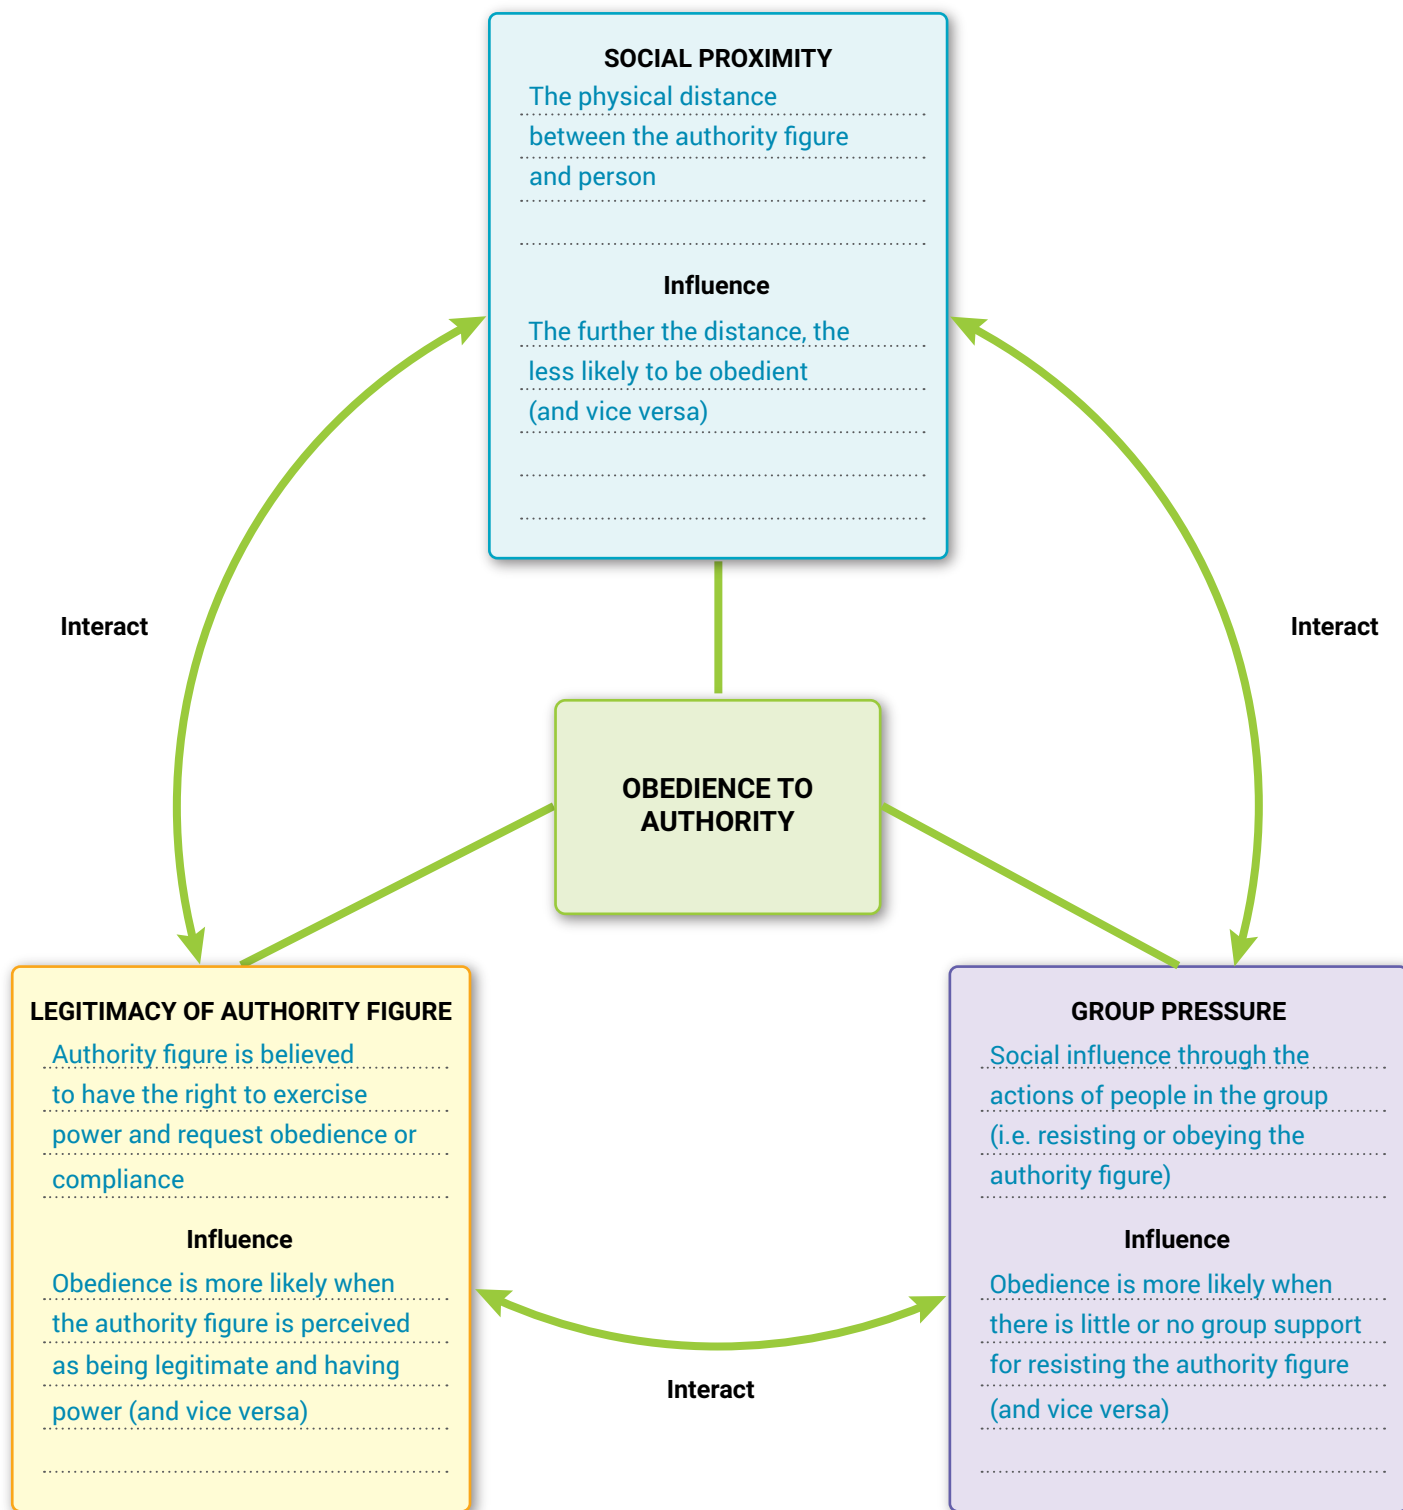 SOCIAL PROXIMITY
The physical distance
between the authority figure
and person
Influence
The further the distance, the
less likely to be obedient
(and vice versa)
Interact
Interact
OBEDIENCE TO
AUTHORITY
LEGITIMACY OF AUTHORITY FIGURE
Authority figure is believed
to have the right to exercise
power and request obedience or
compliance
Influence
Obedience is more likely when
the authority figure is perceived
as being legitimate and having
power (and vice versa)
Interact
GROUP PRESSURE
Social influence through the
actions of people in the group
(i.e. resisting or obeying the
authority figure)
Influence
Obedience is more likely when
there is little or no group support
for resisting the authority figure
(and vice versa)